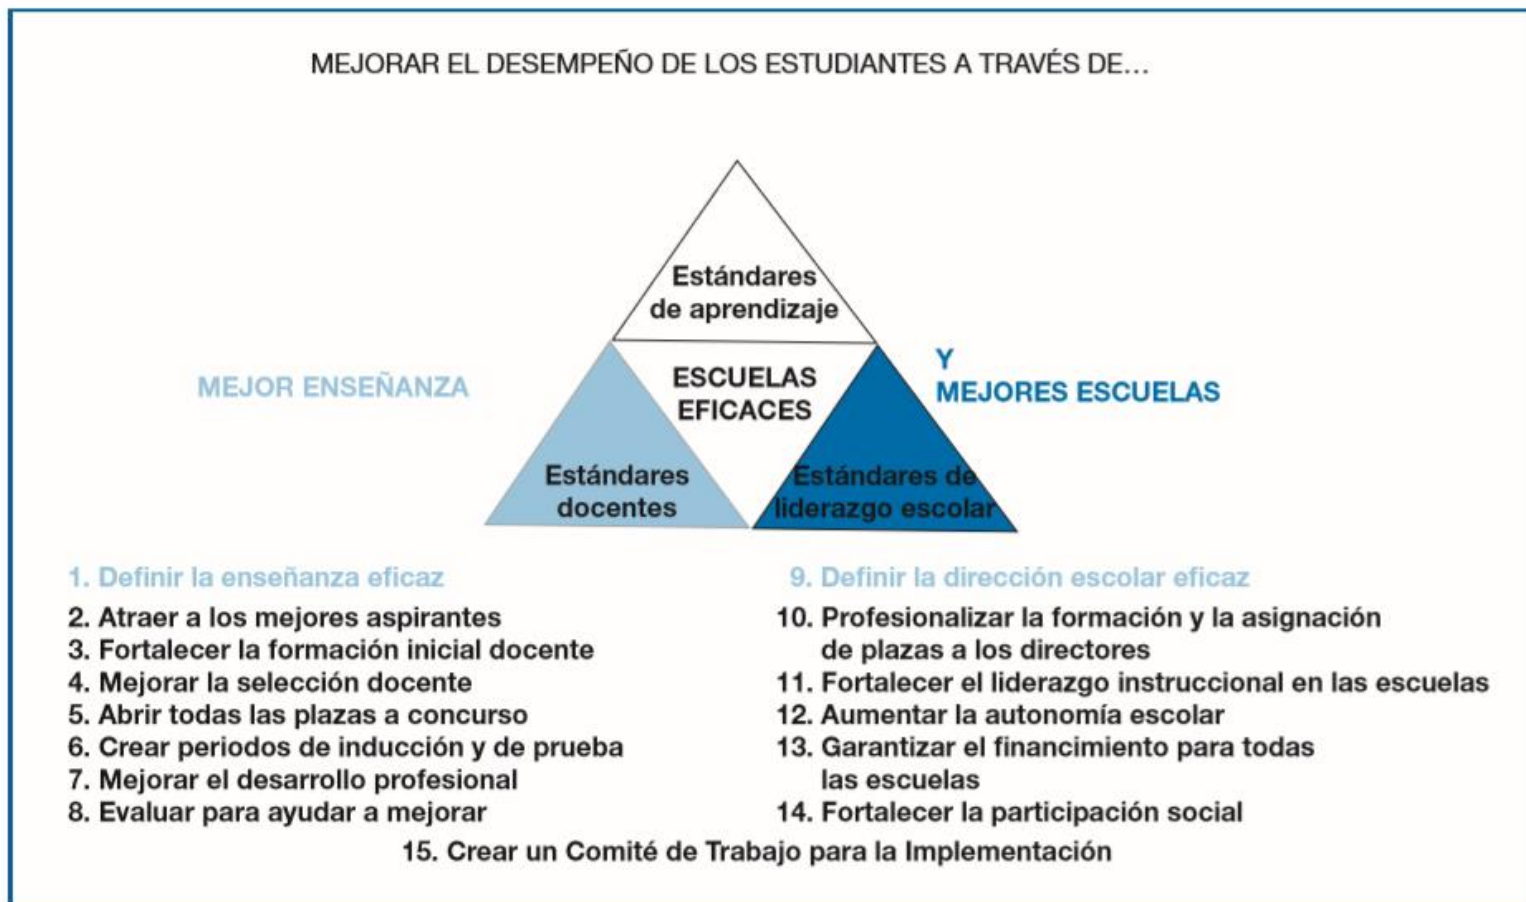 MEJORAR EL DESEMPEÑO DE LOS ESTUDIANTES A TRAVÉS DE...
Estándares
de aprendizaje
MEJOR ENSEÑANZA
ESCUELAS
EFICACES
Y
MEJORES ESCUELAS
Estándares
docentes
Estándares de
liderazgo escolar
1. Definir la enseñanza eficaz
2. Atraer a los mejores aspirantes
3. Fortalecer la formación inicial docente
4. Mejorar la selección docente
5. Abrir todas las plazas a concurso
6. Crear periodos de inducción y de prueba
7. Mejorar el desarrollo profesional
8. Evaluar para ayudar a mejorar
9. Definir la dirección escolar eficaz
10. Profesionalizar la formación y la asignación
de plazas a los directores
11. Fortalecer el liderazgo instruccional en las escuelas
12. Aumentar la autonomía escolar
13. Garantizar el financimiento para todas
las escuelas
14. Fortalecer la participación social
15. Crear un Comité de Trabajo para la Implementación